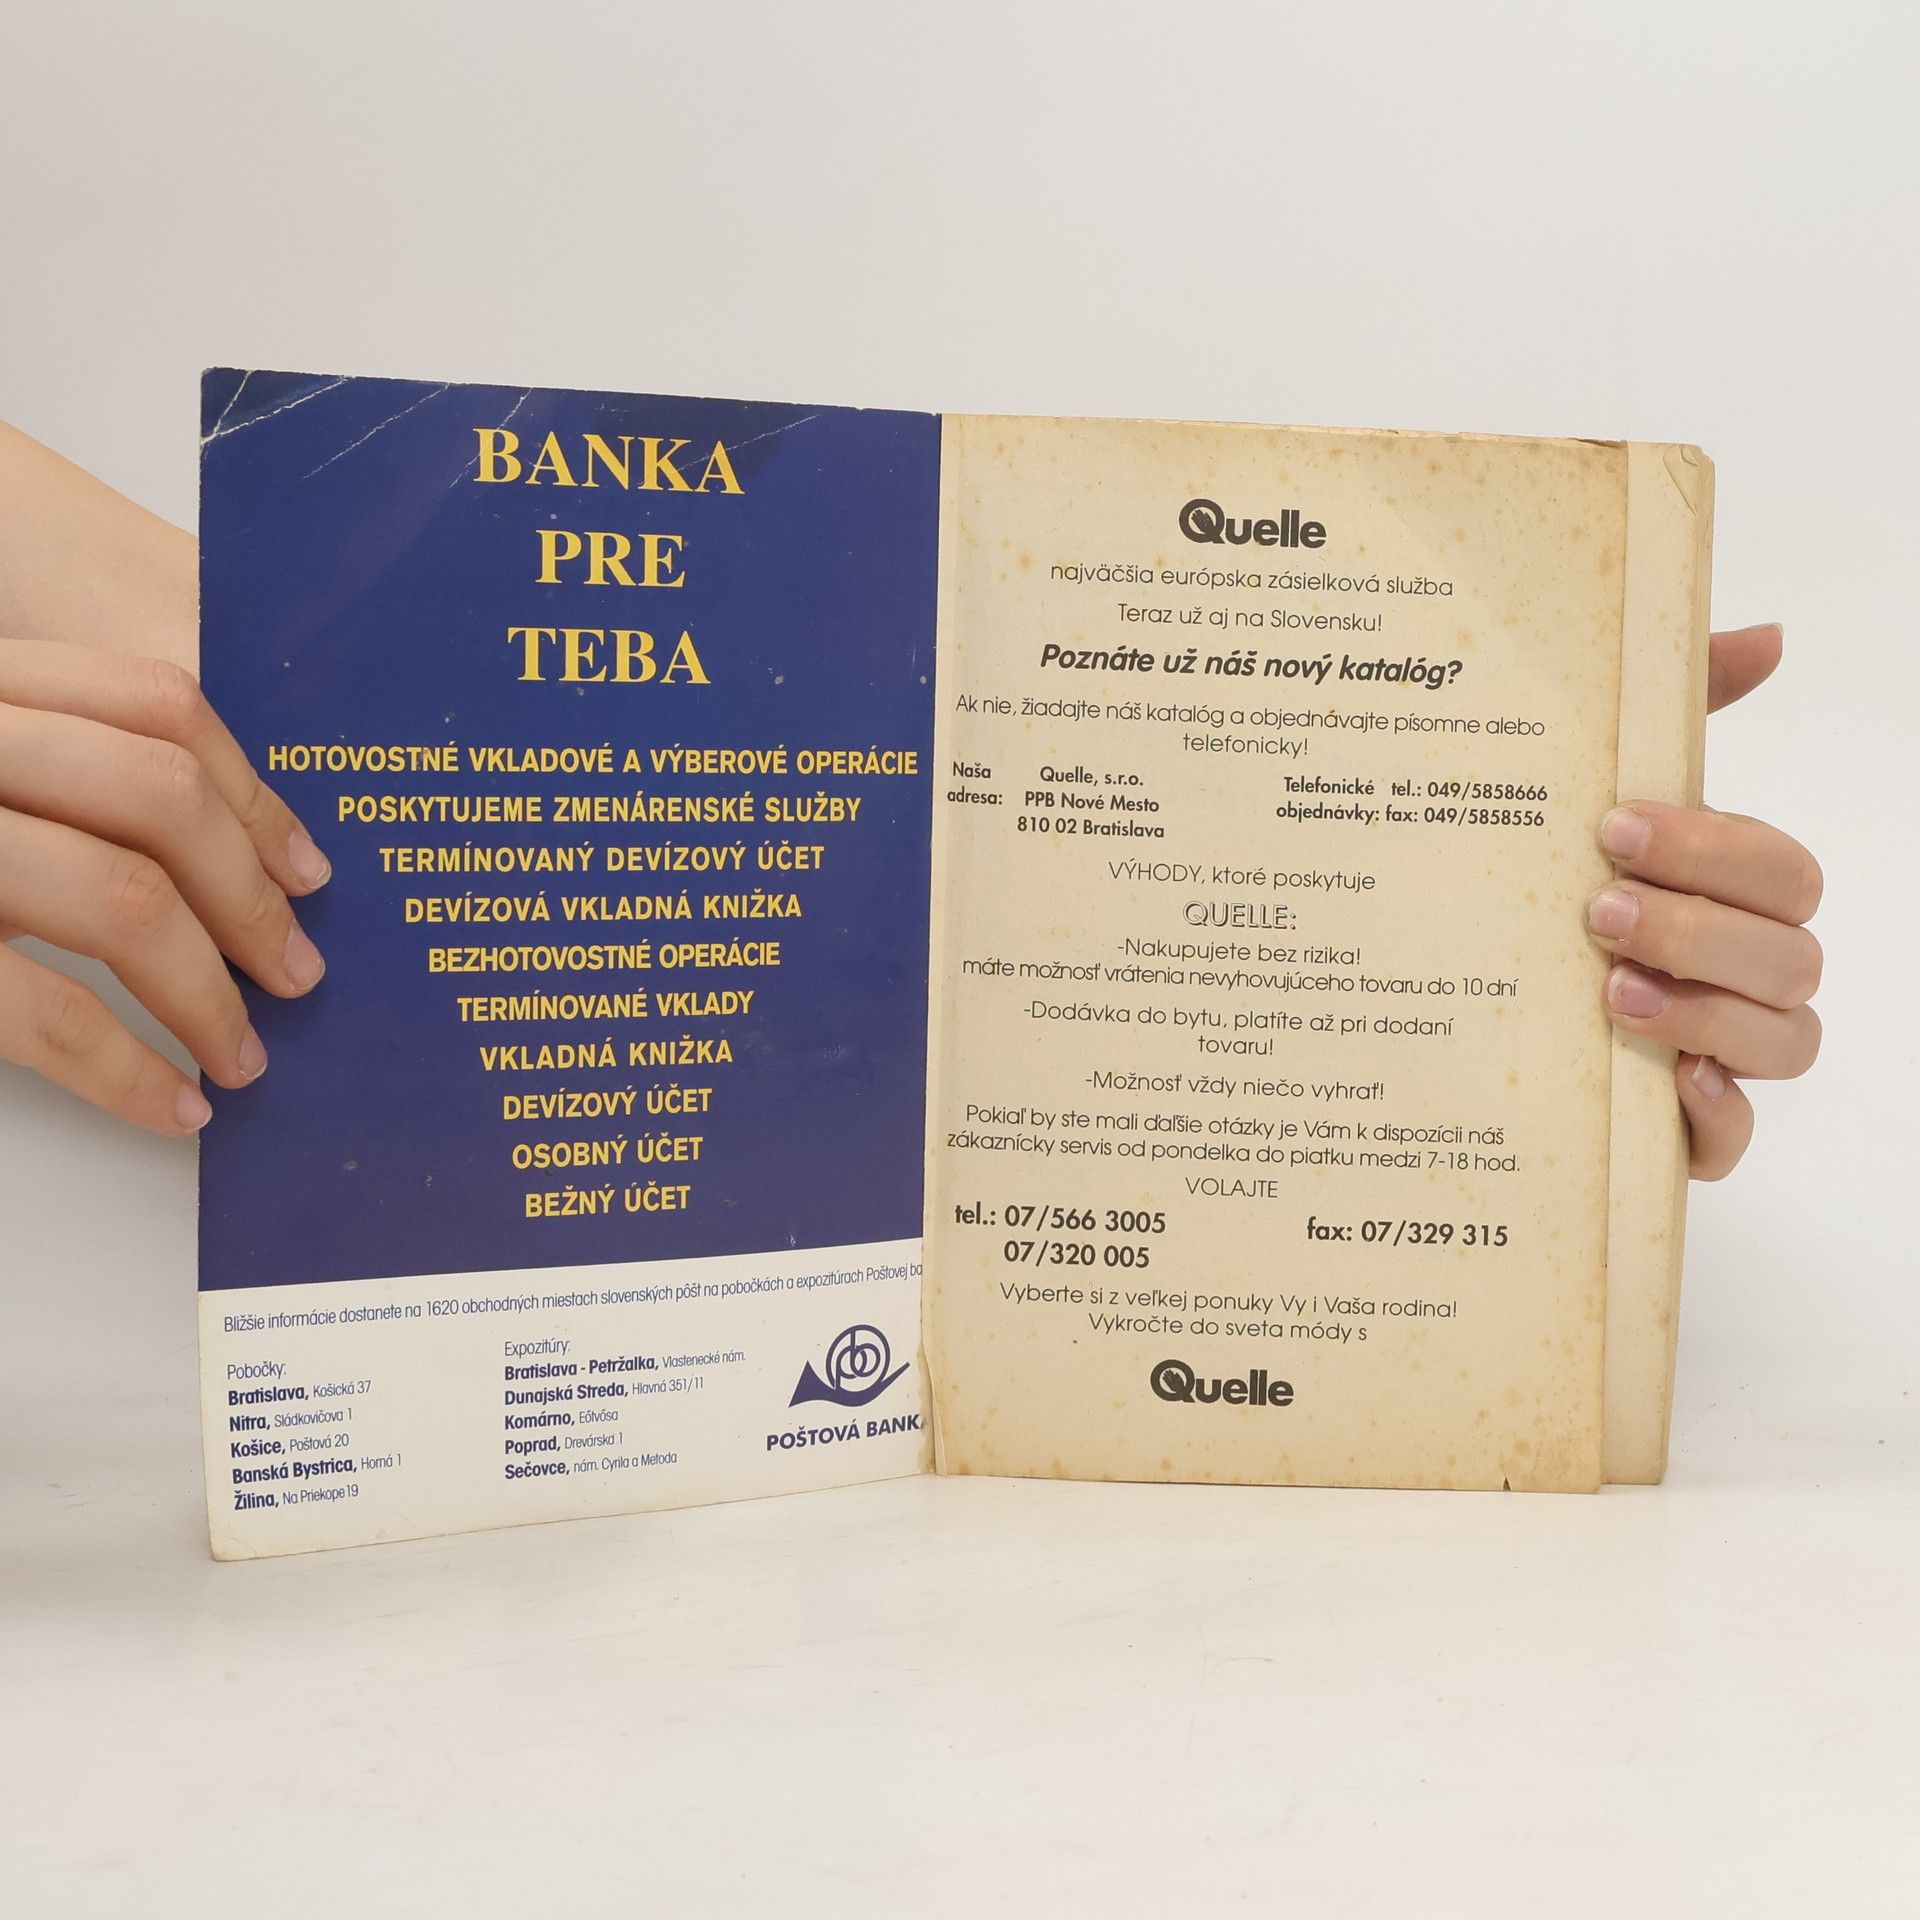 BANKA
PRE
TEBA
HOTOVOSTNÉ VKLADOVÉ A VÝBEROVÉ OPERÁCIE
POSKYTUJEME ZMENÁRENSKÉ SLUŽBY
TERMÍNOVANÝ DEVÍZOVÝ ÚČET
DEVÍZOVÁ VKLADNÁ KNIŽKA
BEZHOTOVOSTNÉ OPERÁCIE
TERMÍNOVANÉ VKLADY
VKLADNÁ KNIŽKA
DEVÍZOVÝ ÚČET
OSOBNÝ ÚČET
BEŽNÝ ÚČET
Bližšie informácie dostanete na 1620 obchodných miestach slovenských pôšt na pobočkách a expozitúrach Poštovej ba
Pobočky:
Bratislava, Košická 37
Nitra, Sládkovičova 1
Košice, Poštová 20
Banská Bystrica, Horná 1
Žilina, Na Priekope 19
Expozitúry:
Bratislava - Petržalka, Vlastenecké nám.
Dunajská Streda, Hlavná 351/11
Komárno, Eötvösa
Poprad, Drevárska 1
Sečovce, nám. Cyrila a Metoda
pb
POŠTOVÁ BANK
Quelle
najväčšia európska zásielková služba
Teraz už aj na Slovensku!
Poznáte už náš nový katalóg?
Ak nie, žiadajte náš katalóg a objednávajte písomne alebo
telefonicky!
Naša adresa: Quelle, s.r.o.
PPB Nové Mesto
810 02 Bratislava
Telefonické tel.: 049/5858666
objednávky: fax: 049/5858556
VÝHODY, ktoré poskytuje
QUELLE:
-Nakupujete bez rizika!
máte možnosť vrátenia nevyhovujúceho tovaru do 10 dní
-Dodávka do bytu, platíte až pri dodaní
tovaru!
-Možnosť vždy niečo vyhrať!
Pokiaľ by ste mali ďaľšie otázky je Vám k dispozícii náš
zákaznícky servis od pondelka do piatku medzi 7-18 hod.
VOLAJTE
tel.: 07/566 3005
07/320 005
fax: 07/329 315
Vyberte si z veľkej ponuky Vy i Vaša rodina!
Vykročte do sveta módy s
Quelle